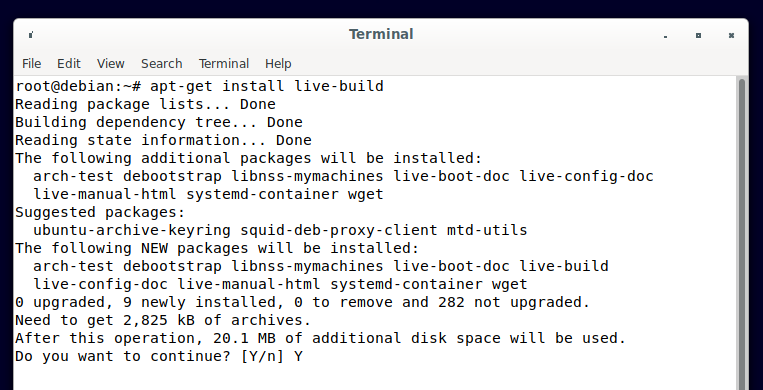 Terminal
File Edit View Search Terminal Help
root@debian:~# apt-get install live-build
Reading package lists... Done
Building dependency tree... Done
Reading state information... Done
The following additional packages will be installed:
  arch-test debootstrap libnss-mymachines live-boot-doc live-config-doc
  live-manual-html systemd-container wget
Suggested packages:
  ubuntu-archive-keyring squid-deb-proxy-client mtd-utils
The following NEW packages will be installed:
  arch-test debootstrap libnss-mymachines live-boot-doc live-build
  live-config-doc live-manual-html systemd-container wget
0 upgraded, 9 newly installed, 0 to remove and 282 not upgraded.
Need to get 2,825 kB of archives.
After this operation, 20.1 MB of additional disk space will be used.
Do you want to continue? [Y/n] Y